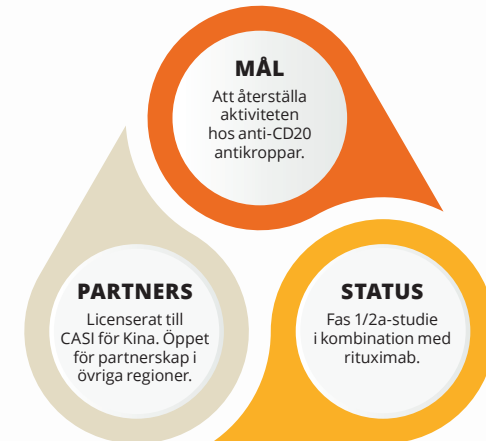 MÅL
Att återställa
aktiviteten
hos anti-CD20
antikroppar.
PARTNERS
Licenserat till
CASI för Kina. Öppet
för partnerskap i
övriga regioner.
STATUS
Fas 1/2a-studie
i kombination med
rituximab.